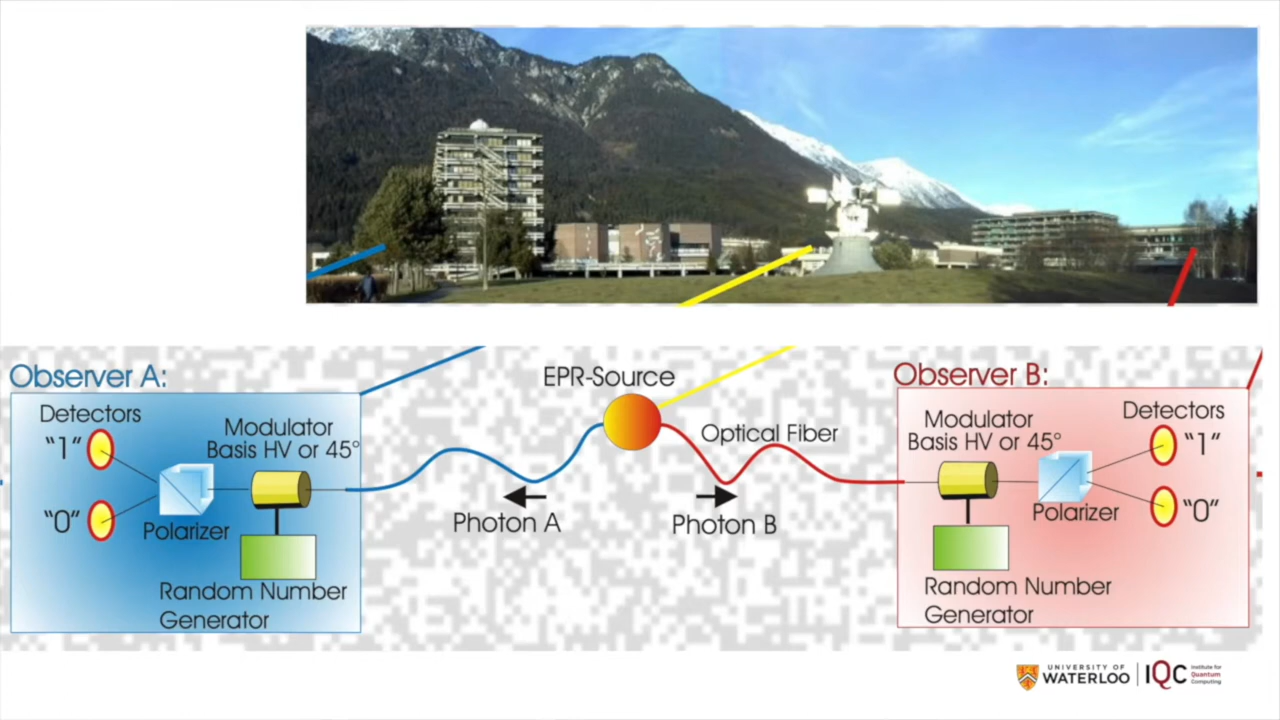 Observer A:
Detectors
“1”
“0”
Modulator
Basis HV or 45°
Polarizer
Random Number
Generator
EPR-Source
Optical Fiber
Photon A
Photon B
Observer B:
Modulator
Basis HV or 45°
Detectors
“1”
“0”
Polarizer
Random Number
Generator
UNIVERSITY OF
WATERLOO
IQC
Institute for
Quantum
Computing